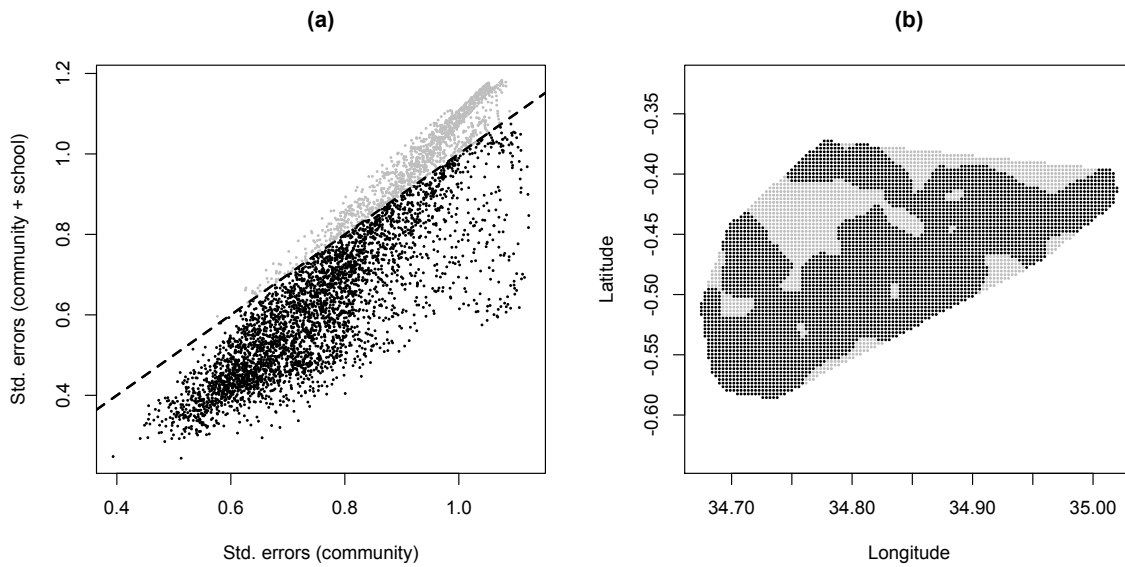 (a)
Std. errors (community + school)
1.2
1.0
0.8
0.6
0.4
0.4 0.6 0.8 1.0
Std. errors (community)
(b)
Latitude
-0.35
-0.40
-0.45
-0.50
-0.55
-0.60
34.70 34.80 34.90 35.00
Longitude